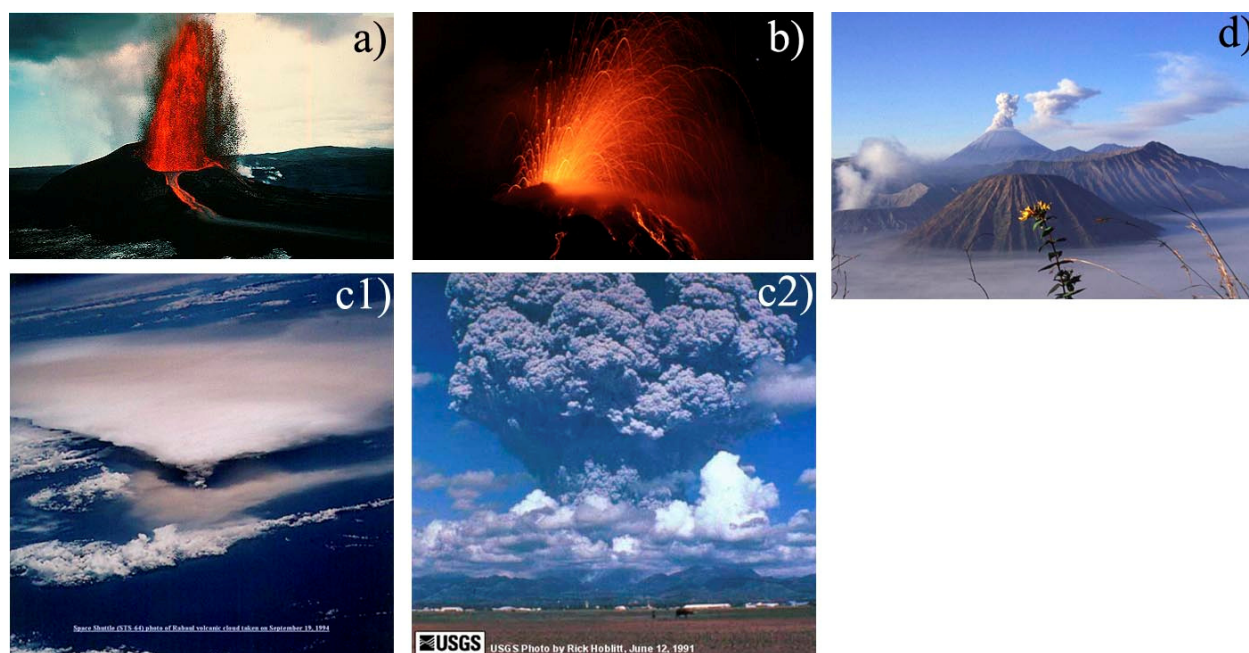 a)
b)
d)
c1)
c2)
Space Shuttle (STS-64) photo of Rabaul volcanic cloud taken on September 19, 1994
USGS
USGS Photo by Rick Hoblitt, June 12, 1991